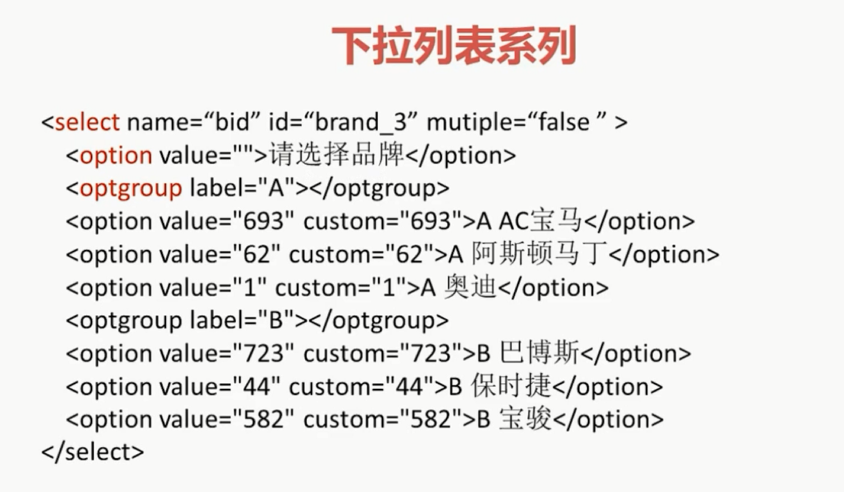 下拉列表系列
<select name=“bid” id=“brand_3” mutiple=“false ” >
<option value="">请选择品牌</option>
<optgroup label="A"></optgroup>
<option value="693" custom="693">A AC宝马</option>
<option value="62" custom="62">A 阿斯顿马丁</option>
<option value="1" custom="1">A 奥迪</option>
<optgroup label="B"></optgroup>
<option value="723" custom="723">B 巴博斯</option>
<option value="44" custom="44">B 保时捷</option>
<option value="582" custom="582">B 宝骏</option>
</select>